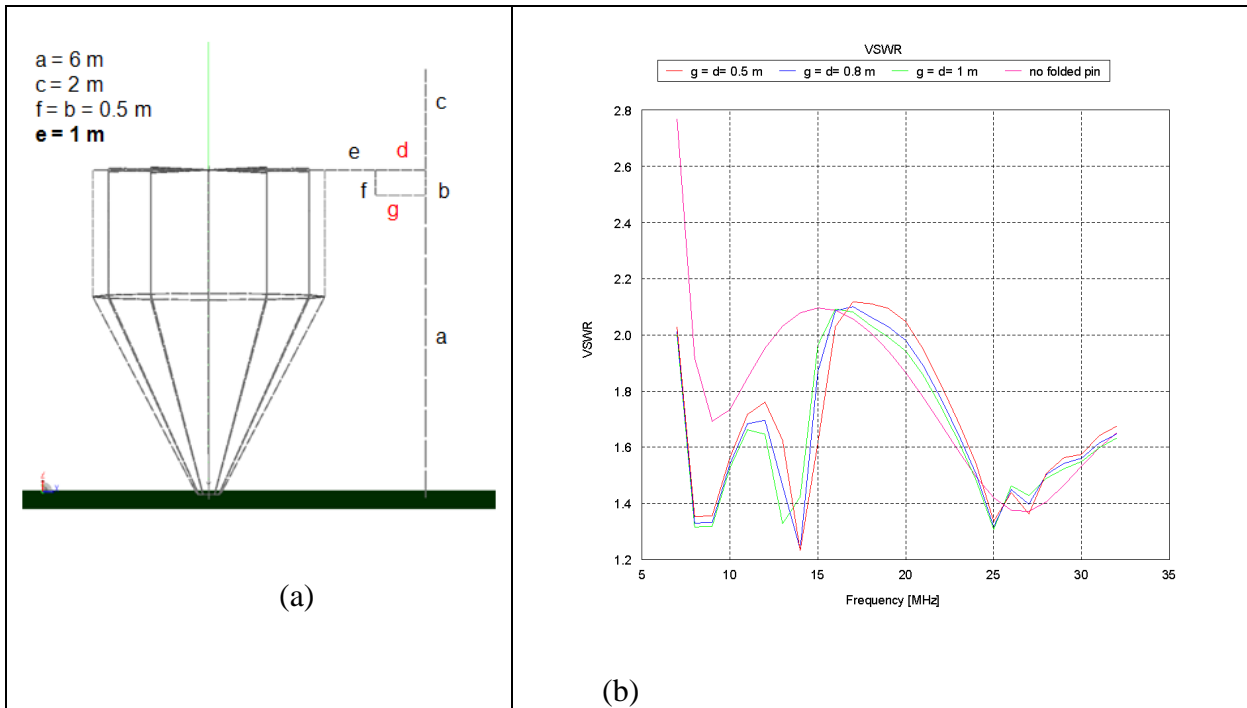 a = 6 m
c = 2 m
f = b = 0.5 m
e = 1 m
c
e
d
f
b
g
a
(a)
VSWR
g = d= 0.5 m g = d= 0.8 m g = d= 1 m no folded pin
2.8
2.6
2.4
2.2
2.0
1.8
1.6
1.4
1.2
VSWR
5 10 15 20 25 30 35
Frequency [MHz]
(b)